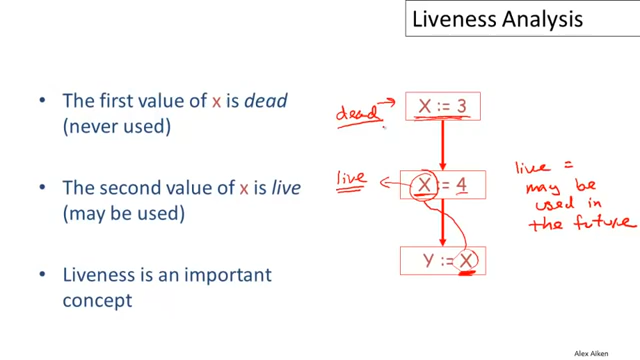 Liveness Analysis
• The first value of x is dead
(never used)
• The second value of x is live
(may be used)
• Liveness is an important
concept
dead
X := 3
live
X := 4
Y := X
live =
may be
used in
the future
Alex Aiken